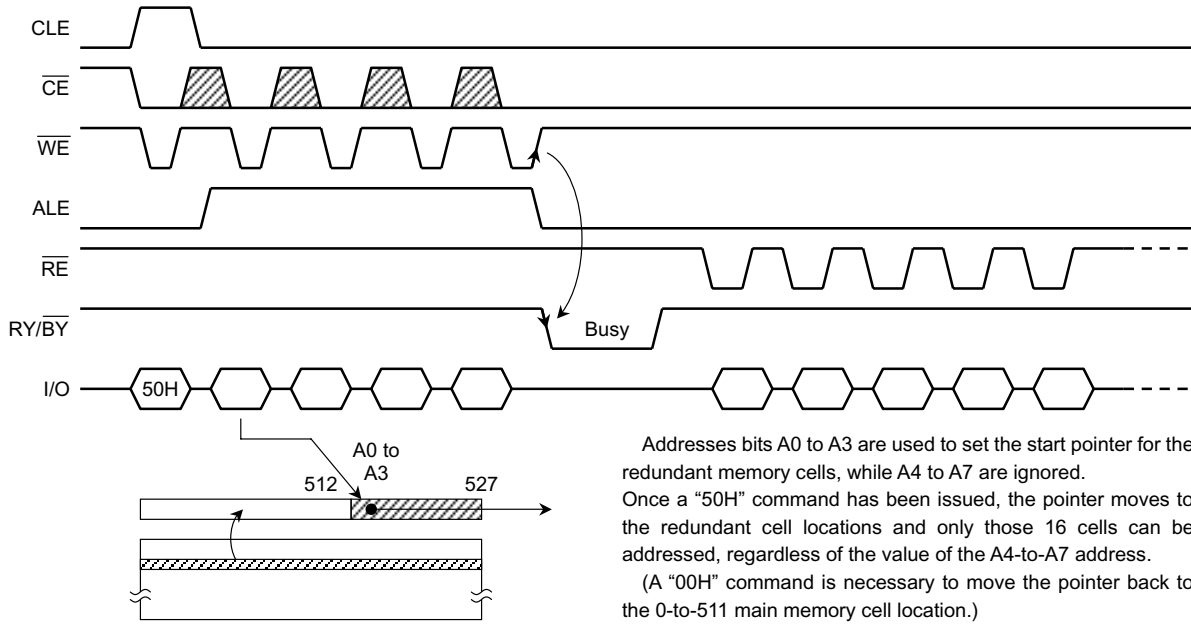 CLE
C̅E̅
W̅E̅
ALE
R̅E̅
RY/B̅Y̅
Busy
I/O
50H
A0 to
A3
512
527
Addresses bits A0 to A3 are used to set the start pointer for the
redundant memory cells, while A4 to A7 are ignored.
Once a “50H” command has been issued, the pointer moves to
the redundant cell locations and only those 16 cells can be
addressed, regardless of the value of the A4-to-A7 address.
(A “00H” command is necessary to move the pointer back to
the 0-to-511 main memory cell location.)